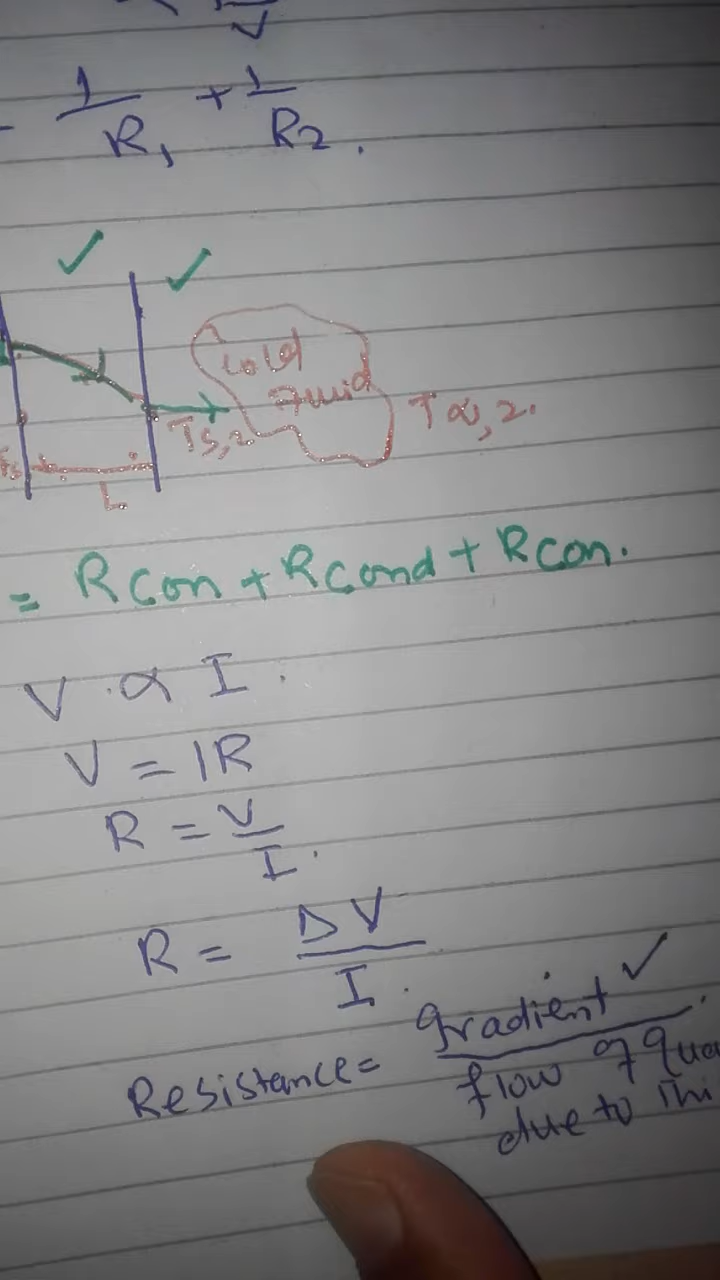 1/R1 + 1/R2.
Cold
fluid
T∞,2.
Ts,2
L
= Rcon + Rcond + Rcon.
V ∝ I.
V = IR
R = V/I.
R = ΔV/I.
Resistance = gradient
flow of
due to